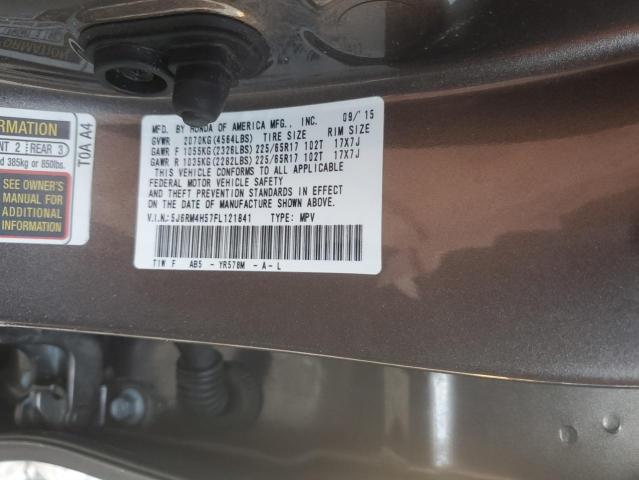 MFD. BY HONDA OF AMERICA MFG., INC. 09/'15
GVWR 2070KG(4564LBS) TIRE SIZE RIM SIZE
GAWR F 1055KG(2326LBS) 225/65R17 102T 17X7J
GAWR R 1035KG(2282LBS) 225/65R17 102T 17X7J
THIS VEHICLE CONFORMS TO ALL APPLICABLE
FEDERAL MOTOR VEHICLE SAFETY
AND THEFT PREVENTION STANDARDS IN EFFECT
ON THE DATE OF MANUFACTURE SHOWN ABOVE.
V.I.N.:5J6RM4H57FL121841 TYPE: MPV
TIW F AB5 - YR578M - A - L
RMATION
NT 2 REAR 3
d 385kg or 850lbs.
SEE OWNER'S
MANUAL FOR
ADDITIONAL
INFORMATION
T0A A4